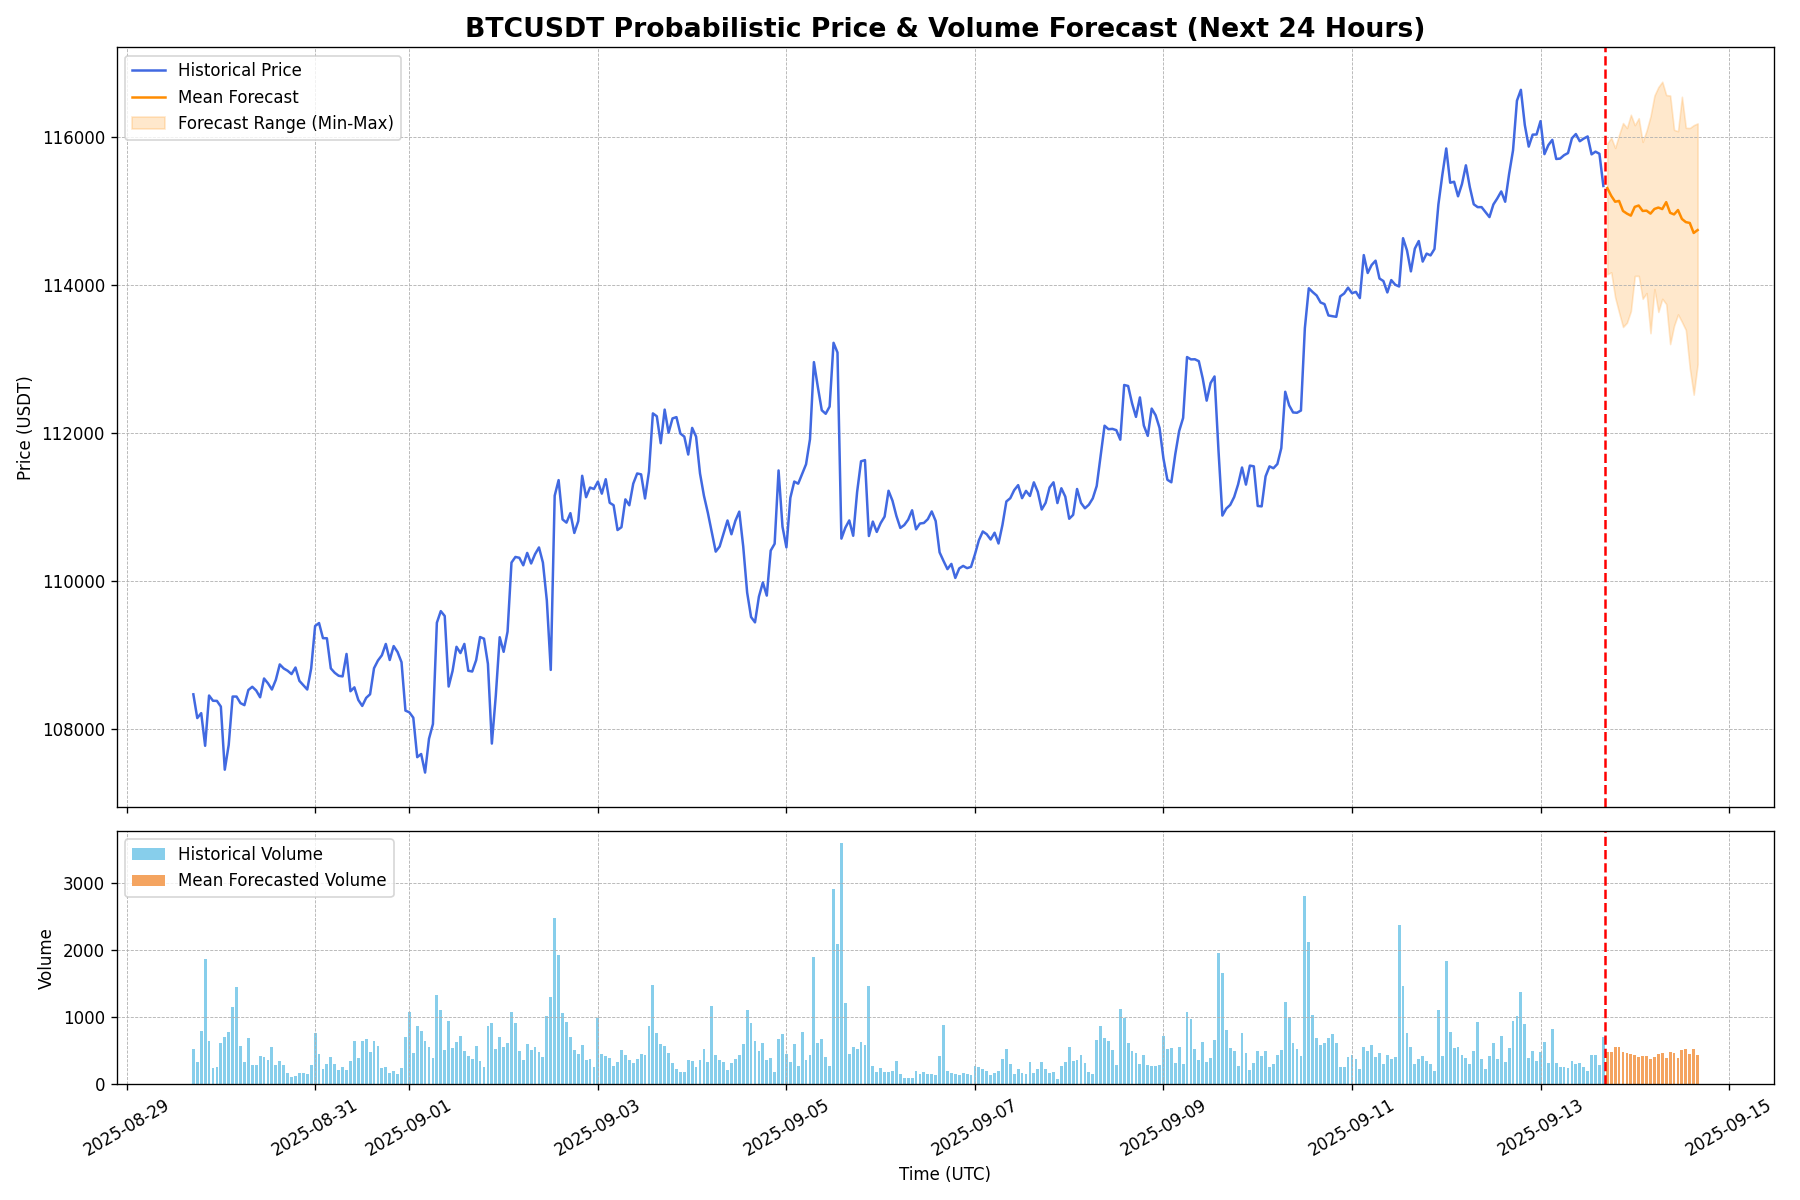 BTCUSDT Probabilistic Price & Volume Forecast (Next 24 Hours)
Historical Price
Mean Forecast
Forecast Range (Min-Max)
116000
114000
112000
110000
108000
Price (USDT)
Historical Volume
Mean Forecasted Volume
3000
2000
1000
0
Volume
2025-08-29
2025-08-31
2025-09-01
2025-09-03
2025-09-05
2025-09-07
2025-09-09
2025-09-11
2025-09-13
2025-09-15
Time (UTC)